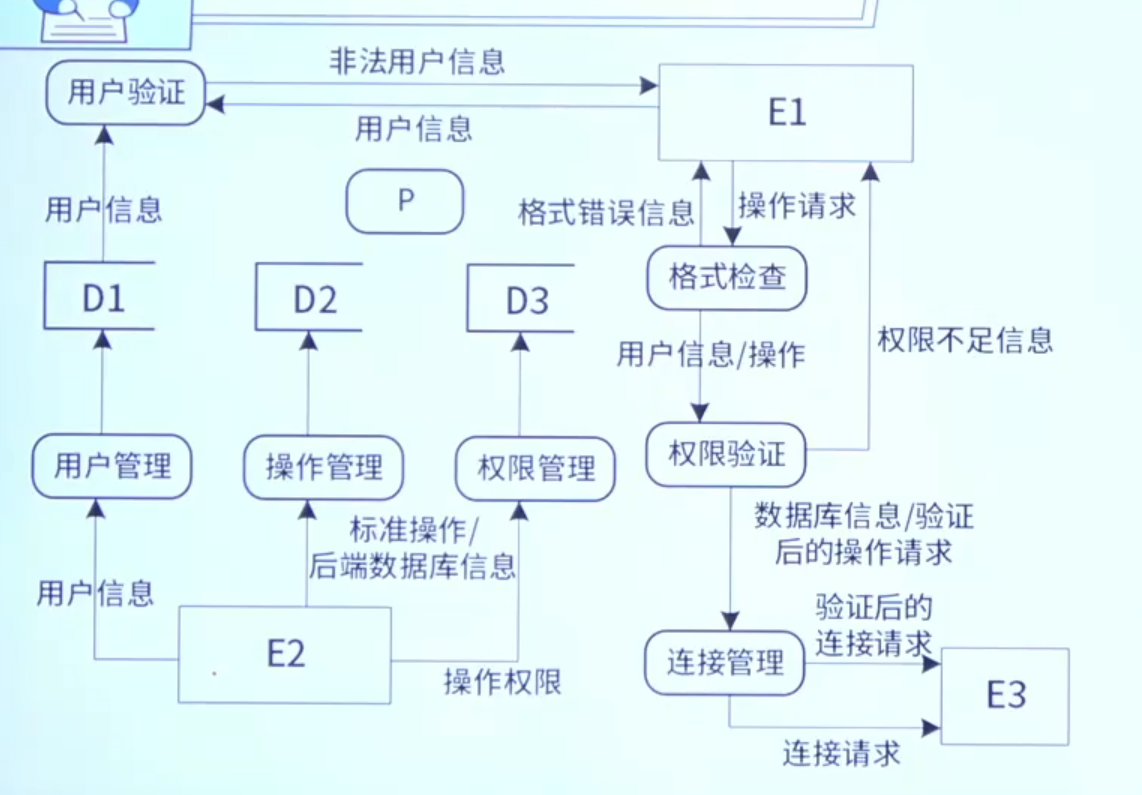 非法用户信息
用户验证
E1
用户信息
P
用户信息
格式错误信息
操作请求
格式检查
D1
D2
D3
用户信息/操作
权限不足信息
用户管理
操作管理
权限管理
权限验证
标准操作/
后端数据库信息
数据库信息/验证
后的操作请求
用户信息
验证后的
连接请求
E2
操作权限
连接管理
E3
连接请求